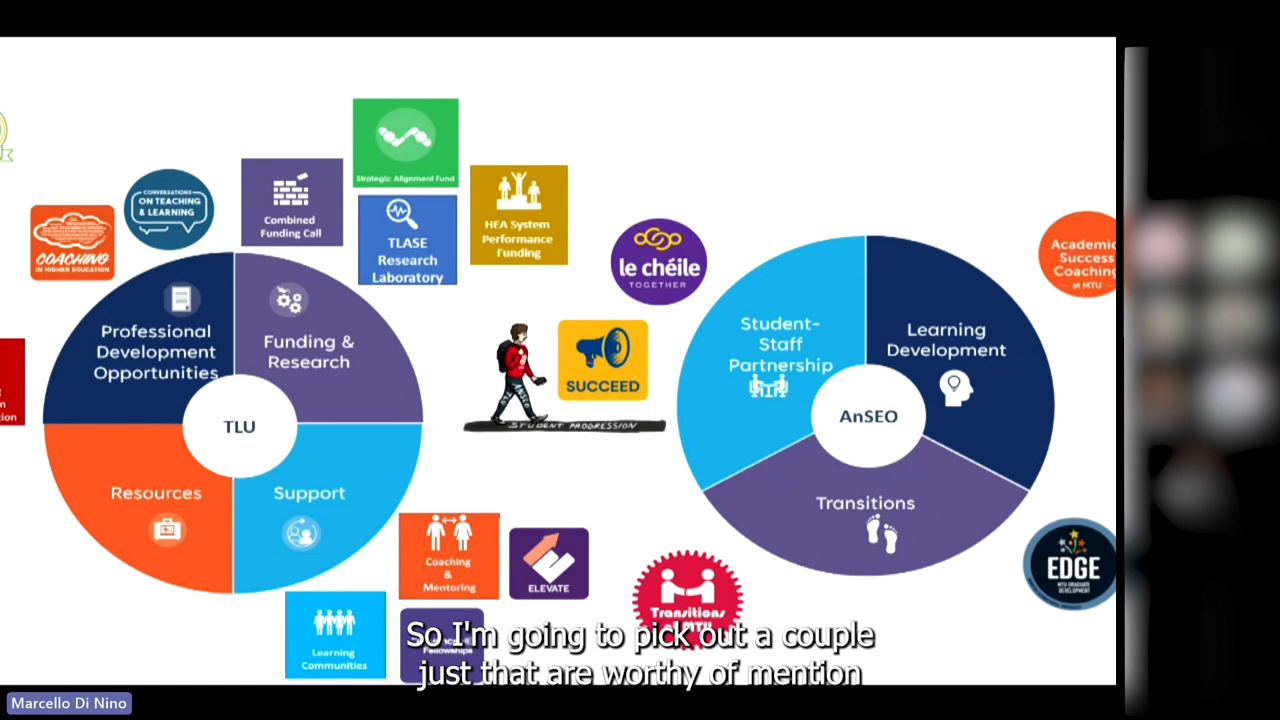 Strategic Alignment Fund
CONVERSATIONS
ON TEACHING
& LEARNING
Combined
Funding Call
HEA System
Performance
Funding
TLASE
Research
Laboratory
COACHING
IN HIGHER EDUCATION
le chéile
TOGETHER
Academic
Success
Coaching
at MTU
Professional
Development
Opportunities
Funding &
Research
TLU
Resources
Support
SUCCEED
STUDENT PROGRESSION
Student-
Staff
Partnership
Learning
Development
AnSEO
Transitions
Coaching
&
Mentoring
ELEVATE
Transitions
EDGE
MTU GRADUATE
DEVELOPMENT
Learning
Communities
Fellowships
So I'm going to pick out a couple
just that are worthy of mention
Marcello Di Nino